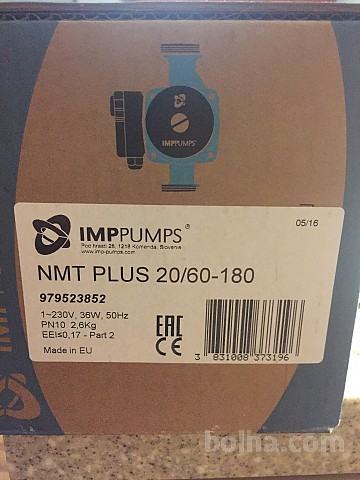 IMPPUMPS
05/16
IMPPUMPS®
Pod hrasti 28, 1218 Komenda, Slovenia
www.imp-pumps.com
NMT PLUS 20/60-180
979523852
1~230V, 36W, 50Hz
PN10 2,6Kg
EEI≤0,17 - Part 2
Made in EU
EAC
CE
3 831008 373196
bolha.com